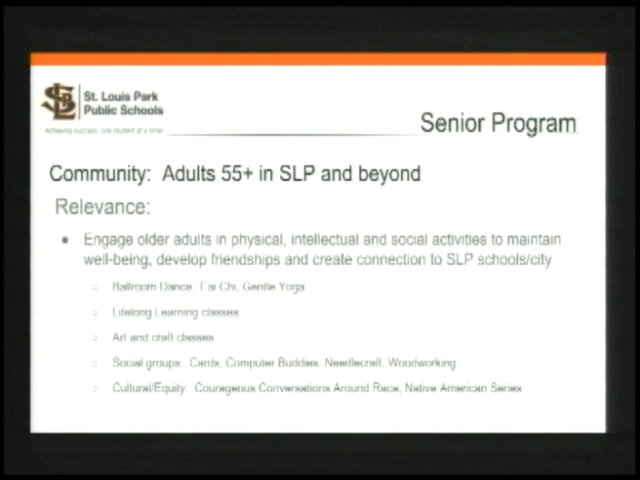 St. Louis Park
Public Schools
Achieving success, one student at a time!
Senior Program
Community: Adults 55+ in SLP and beyond
Relevance:
• Engage older adults in physical, intellectual and social activities to maintain
well-being, develop friendships and create connection to SLP schools/city
Ballroom Dance, Tai Chi, Gentle Yoga
Lifelong Learning classes
Art and craft classes
Social groups: Cards, Computer Buddies, Needlecraft, Woodworking
Cultural/Equity: Courageous Conversations Around Race, Native American Series